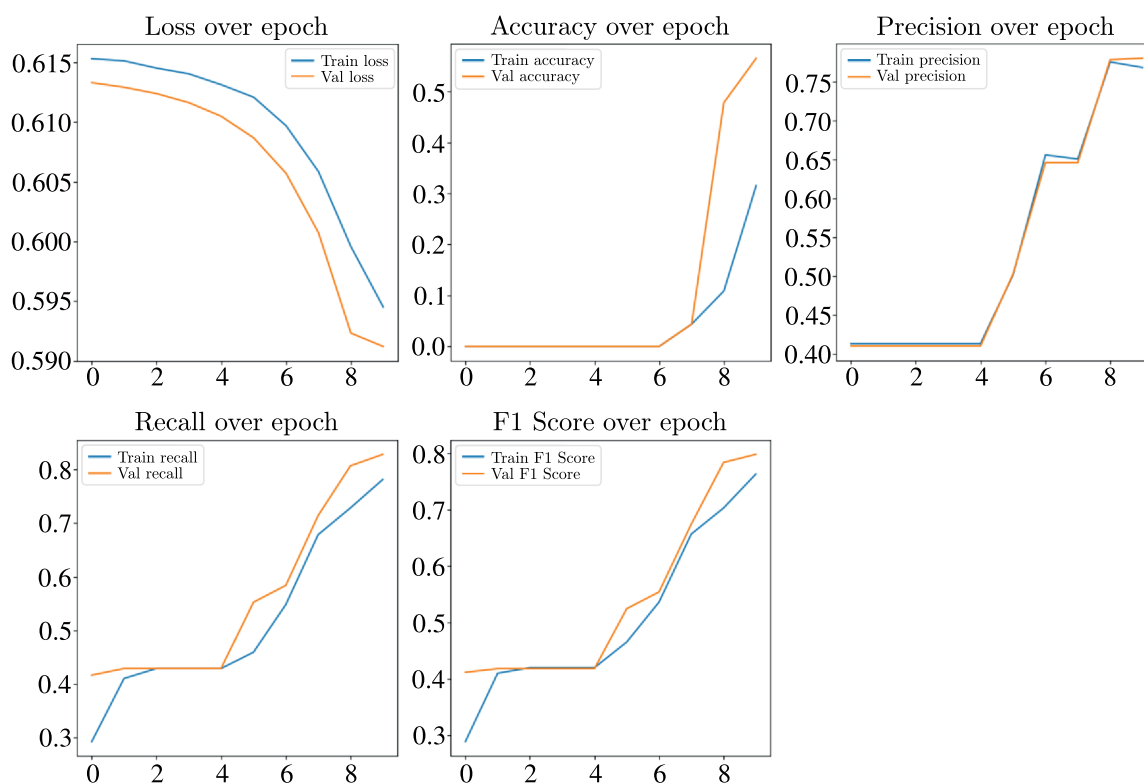 Loss over epoch
Train loss
Val loss
0.615
0.610
0.605
0.600
0.595
0.590
0 2 4 6 8
Accuracy over epoch
Train accuracy
Val accuracy
0.5
0.4
0.3
0.2
0.1
0.0
0 2 4 6 8
Precision over epoch
Train precision
Val precision
0.75
0.70
0.65
0.60
0.55
0.50
0.45
0.40
0 2 4 6 8
Recall over epoch
Train recall
Val recall
0.8
0.7
0.6
0.5
0.4
0.3
0 2 4 6 8
F1 Score over epoch
Train F1 Score
Val F1 Score
0.8
0.7
0.6
0.5
0.4
0.3
0 2 4 6 8